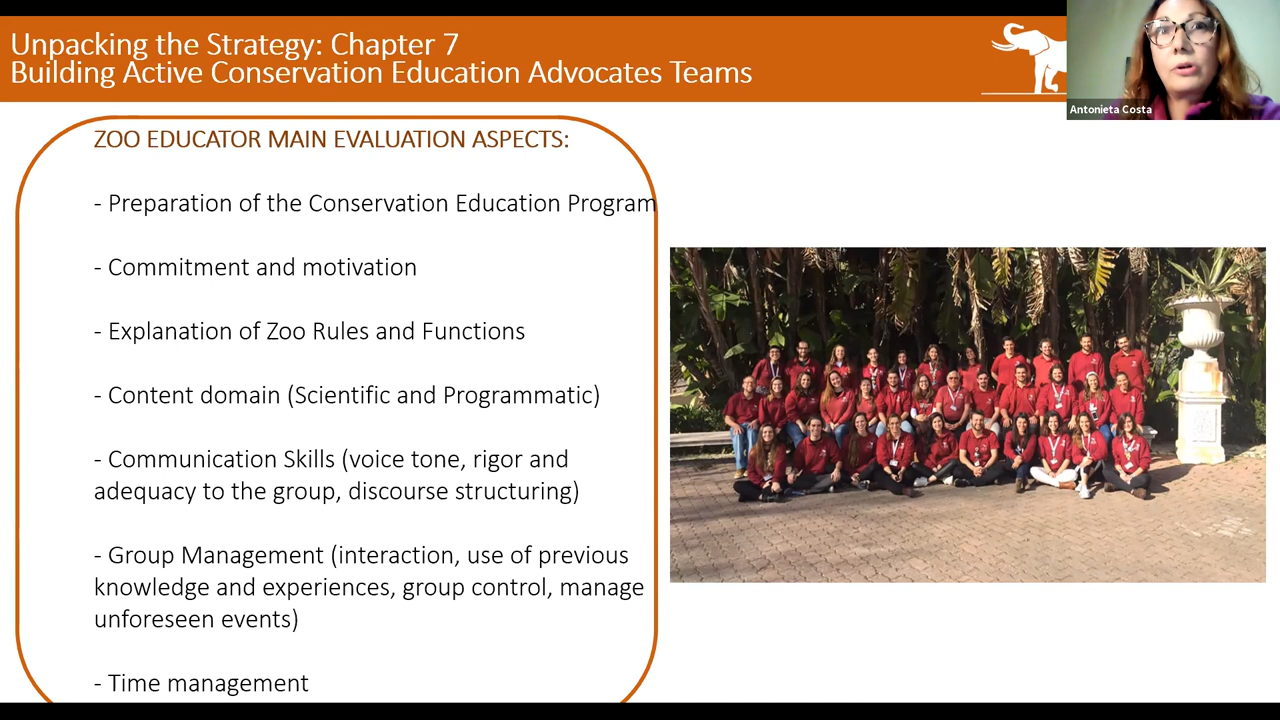 Unpacking the Strategy: Chapter 7
Building Active Conservation Education Advocates Teams
Antonieta Costa
ZOO EDUCATOR MAIN EVALUATION ASPECTS:
- Preparation of the Conservation Education Program
- Commitment and motivation
- Explanation of Zoo Rules and Functions
- Content domain (Scientific and Programmatic)
- Communication Skills (voice tone, rigor and
adequacy to the group, discourse structuring)
- Group Management (interaction, use of previous
knowledge and experiences, group control, manage
unforeseen events)
- Time management